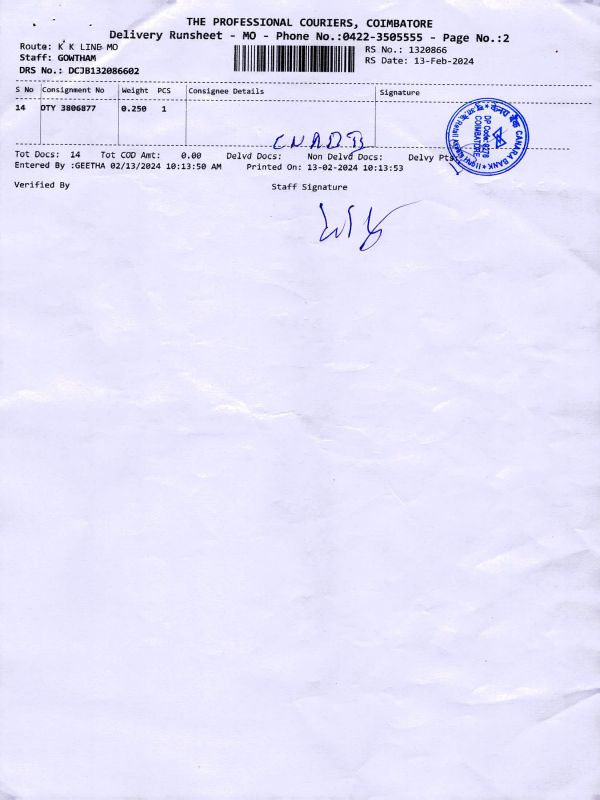 THE PROFESSIONAL COURIERS, COIMBATORE
Delivery Runsheet - MO - Phone No.:0422-3505555 - Page No.:2
Route: K K LINE MO
RS No.: 1320866
Staff: GOWTHAM
RS Date: 13-Feb-2024
DRS No.: DCJB132086602
S No Consignment No Weight PCS Consignee Details Signature
14 OTY 3806877 0.250 1
CANARA BANK
DP Code: 8278
COIMBATORE
Tot Docs: 14 Tot COD Amt: 0.00 Delvd Docs: Non Delvd Docs: Delvy Pts:
Entered By :GEETHA 02/13/2024 10:13:50 AM Printed On: 13-02-2024 10:13:53
Verified By Staff Signature